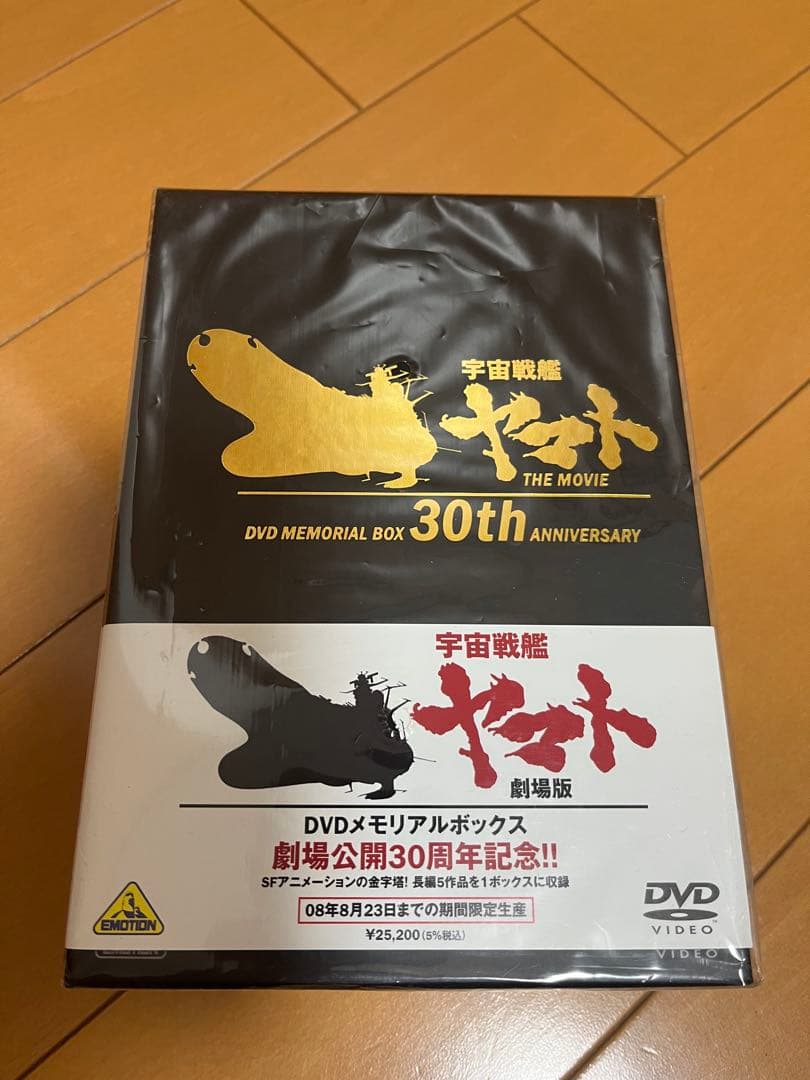 宇宙戦艦
ヤマト
THE MOVIE
DVD MEMORIAL BOX 30th ANNIVERSARY
宇宙戦艦
ヤマト
劇場版
DVDメモリアルボックス
劇場公開30周年記念!!
SFアニメーションの金字塔! 長編5作品を1ボックスに収録
08年8月23日までの期間限定生産
¥25,200(5%税込)
EMOTION
DVD
VIDEO
VIDEO